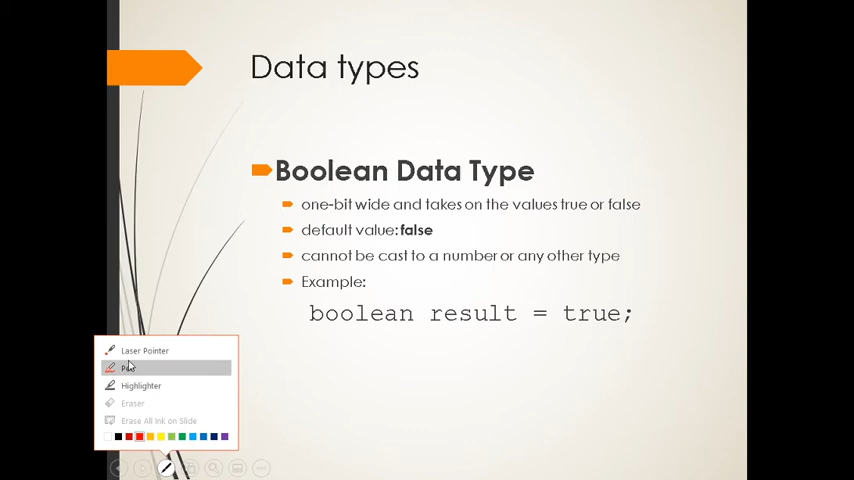 Data types
Boolean Data Type
one-bit wide and takes on the values true or false
default value:false
cannot be cast to a number or any other type
Example:
boolean result = true;
Laser Pointer
Highlighter
Eraser
Erase All Ink on Slide